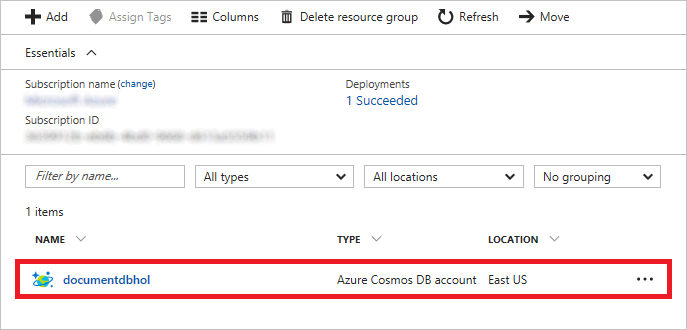 Add Assign Tags Columns Delete resource group Refresh Move
Essentials
Subscription name (change) Deployments
1 Succeeded
Subscription ID
Filter by name... All types All locations No grouping
1 items
NAME TYPE LOCATION
documentdbhol Azure Cosmos DB account East US